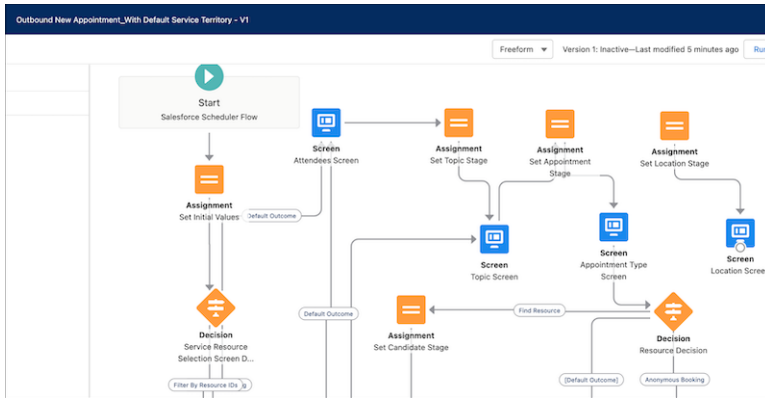 Outbound New Appointment_With Default Service Territory - V1
Freeform
Version 1: Inactive—Last modified 5 minutes ago
Start
Salesforce Scheduler Flow
Screen
Attendees Screen
Assignment
Set Topic Stage
Assignment
Set Appointment
Stage
Assignment
Set Location Stage
Assignment
Set Initial Values
Default Outcome
Screen
Topic Screen
Screen
Appointment Type
Screen
Screen
Location Scree
Decision
Service Resource
Selection Screen D...
Default Outcome
Assignment
Set Candidate Stage
Find Resource
Decision
Resource Decision
Filter By Resource IDs
[Default Outcome]
Anonymous Booking